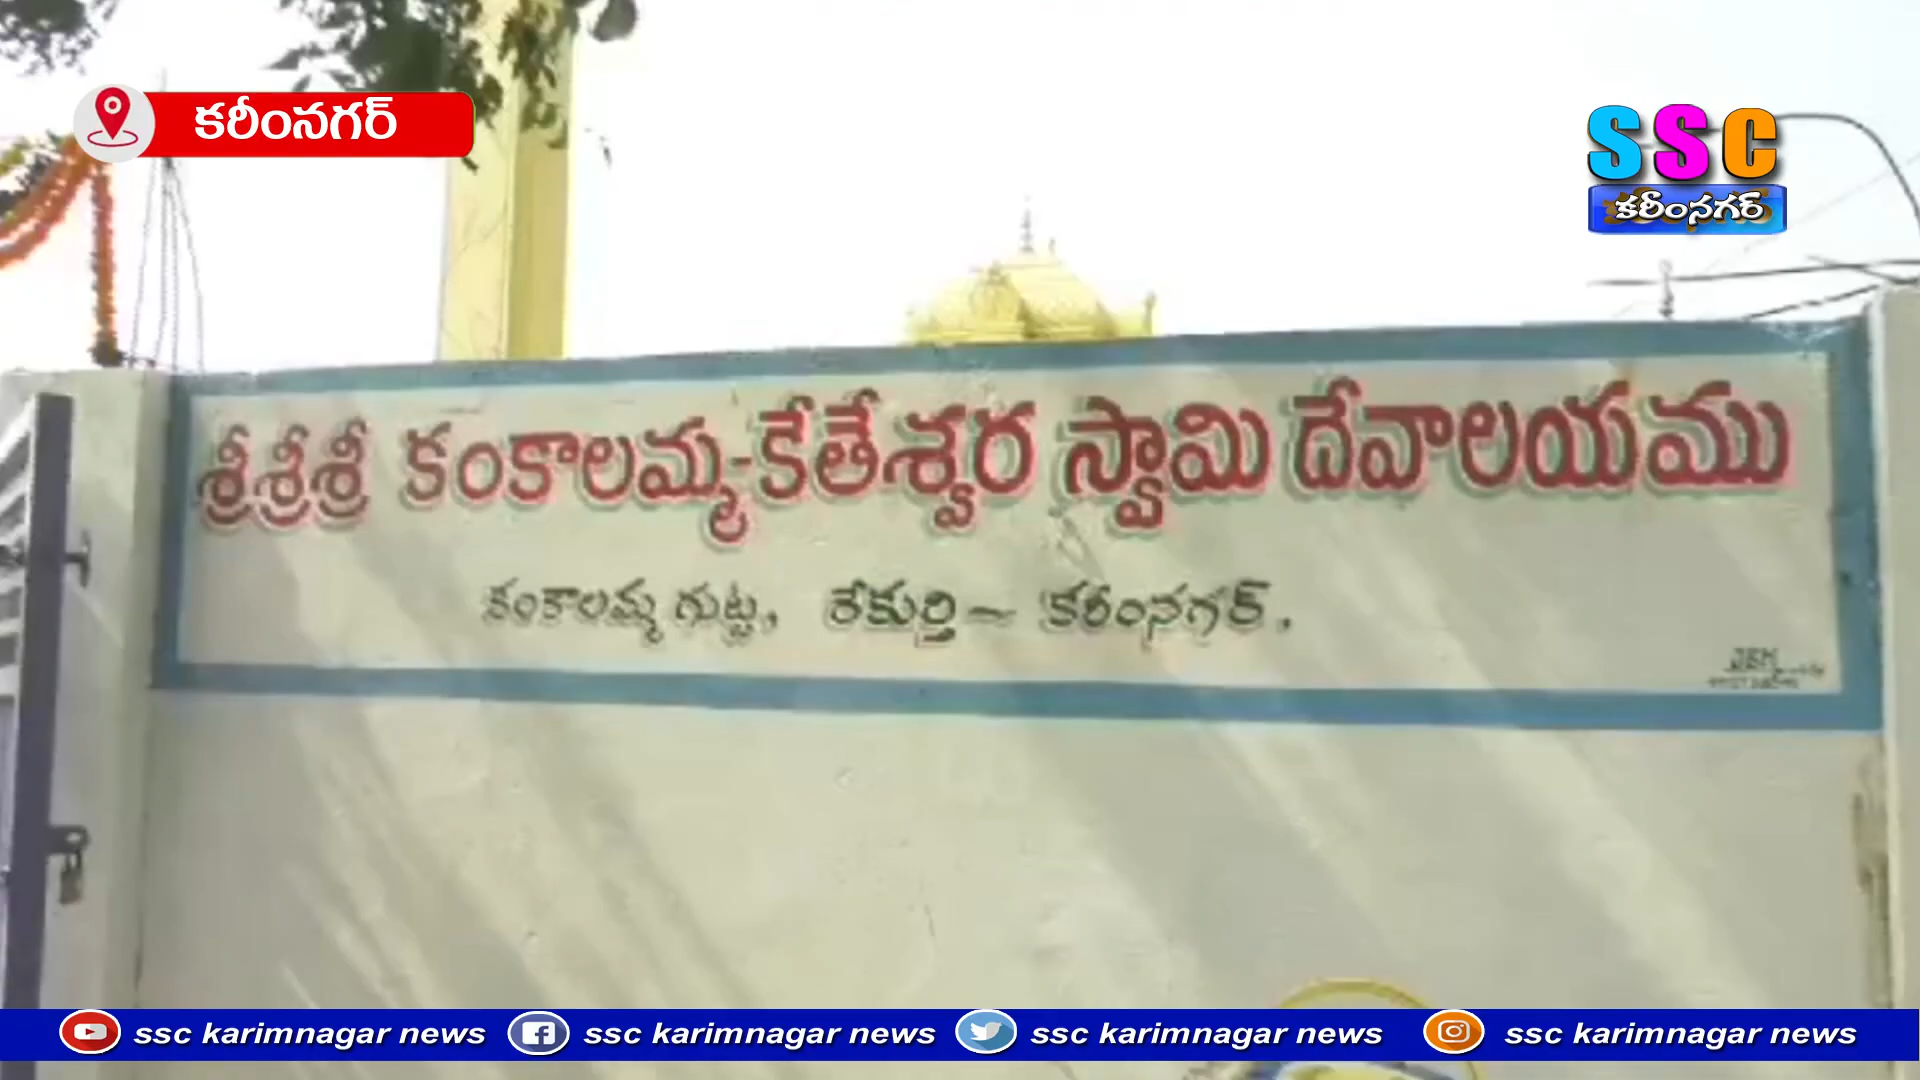 కరీంనగర్
SSC
కరీంనగర్
శ్రీశ్రీశ్రీ కంకాలమ్మ-కేతేశ్వర స్వామి దేవాలయము
కంకాలమ్మ గుట్ట, రేకుర్తి - కరీంనగర్.
ssc karimnagar news ssc karimnagar news ssc karimnagar news ssc karimnagar news